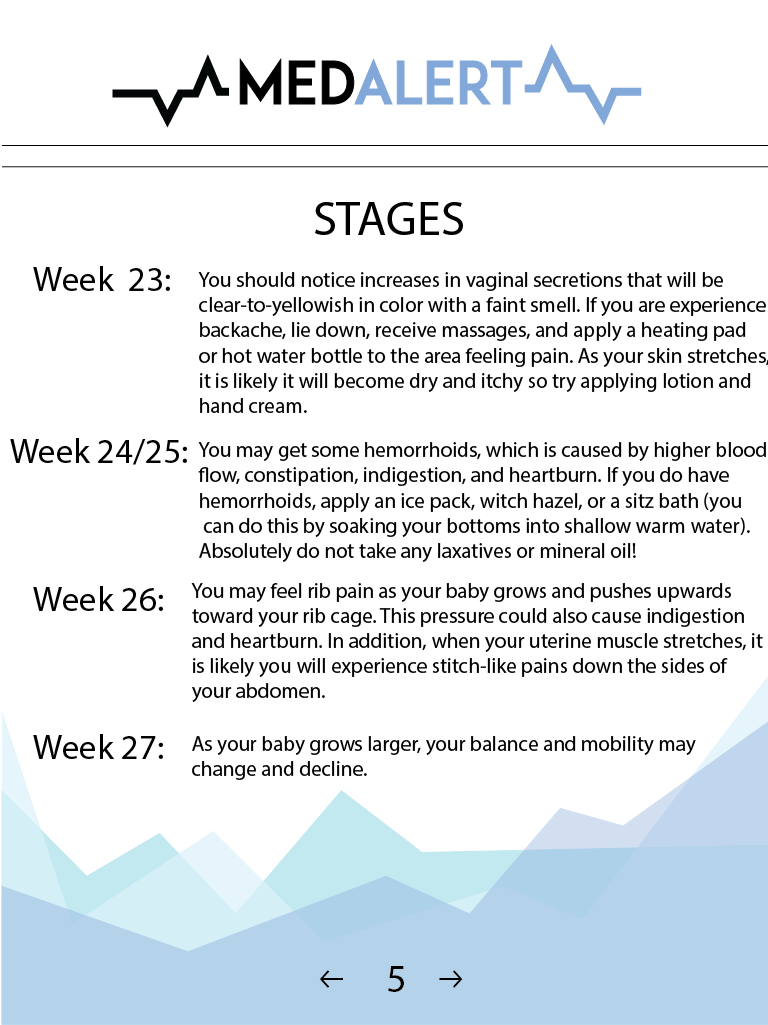 MEDALERT
STAGES
Week 23:
You should notice increases in vaginal secretions that will be
clear-to-yellowish in color with a faint smell. If you are experience
backache, lie down, receive massages, and apply a heating pad
or hot water bottle to the area feeling pain. As your skin stretches,
it is likely it will become dry and itchy so try applying lotion and
hand cream.
Week 24/25:
You may get some hemorrhoids, which is caused by higher blood
flow, constipation, indigestion, and heartburn. If you do have
hemorrhoids, apply an ice pack, witch hazel, or a sitz bath (you
can do this by soaking your bottoms into shallow warm water).
Absolutely do not take any laxatives or mineral oil!
Week 26:
You may feel rib pain as your baby grows and pushes upwards
toward your rib cage. This pressure could also cause indigestion
and heartburn. In addition, when your uterine muscle stretches, it
is likely you will experience stitch-like pains down the sides of
your abdomen.
Week 27:
As your baby grows larger, your balance and mobility may
change and decline.
← 5 →